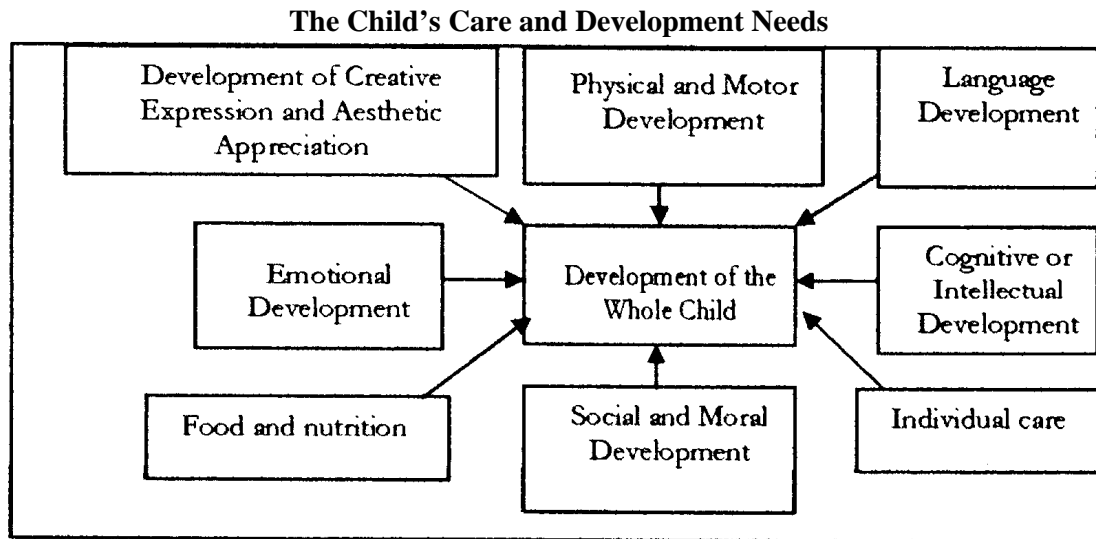 The Child's Care and Development Needs
Development of Creative
Expression and Aesthetic
Appreciation
Physical and Motor
Development
Language
Development
Emotional
Development
Development of the
Whole Child
Cognitive or
Intellectual
Development
Food and nutrition
Social and Moral
Development
Individual care